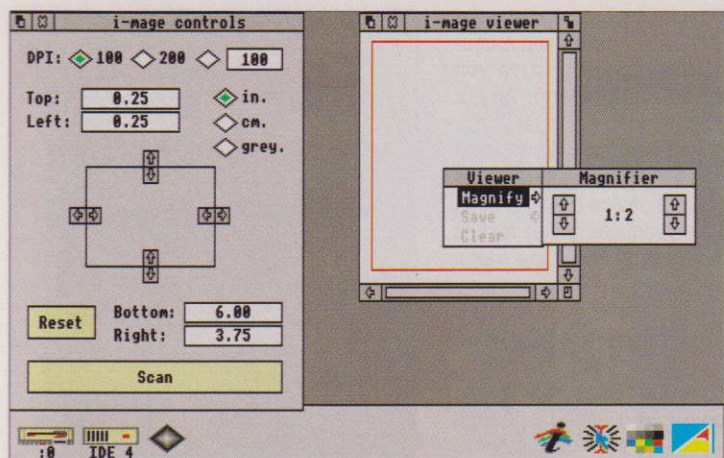 i-mage controls
DPI: 100 200 100
Top: 0.25 in.
Left: 0.25 cm.
grey.
Reset
Bottom: 6.00
Right: 3.75
Scan
i-mage viewer
Viewer
Magnify
Save
Clear
Magnifier
1:2
:0 IDE 4